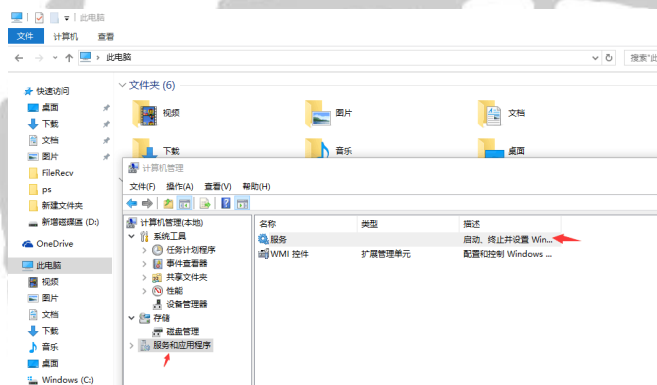 此电脑
文件 计算机 查看
此电脑
搜索"此
快速访问
桌面
下载
文档
图片
FileRecv
ps
新建文件夹
新增磁碟區 (D:)
OneDrive
此电脑
视频
图片
文档
下载
音乐
桌面
Windows (C:)
文件夹 (6)
视频 图片 文档
下载 音乐 桌面
计算机管理
文件(F) 操作(A) 查看(V) 帮助(H)
计算机管理(本地)
系统工具
任务计划程序
事件查看器
共享文件夹
性能
设备管理器
存储
磁盘管理
服务和应用程序
名称 类型 描述
服务 启动、终止并设置 Win...
WMI 控件 扩展管理单元 配置和控制 Windows ...